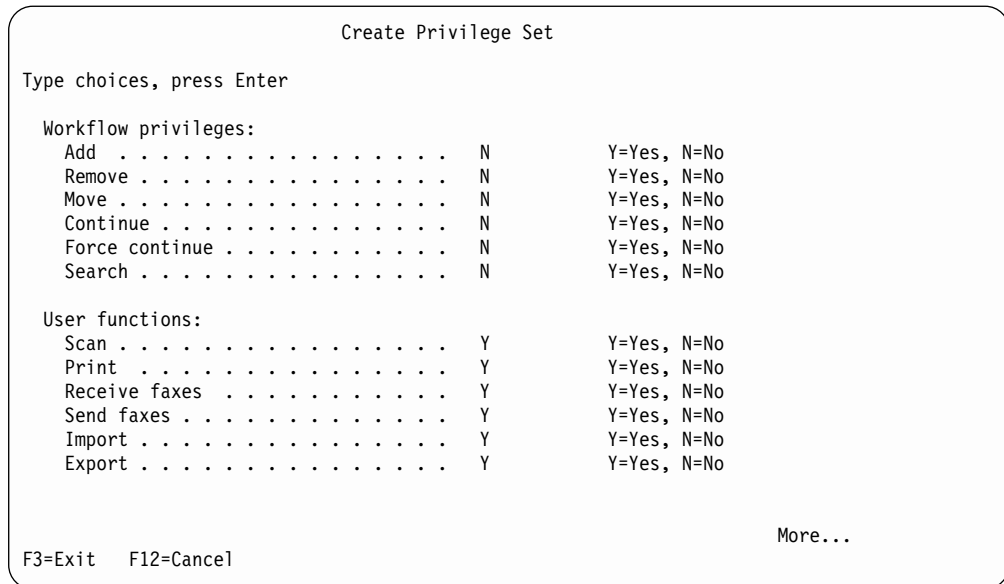 Create Privilege Set
Type choices, press Enter
Workflow privileges:
Add . . . . . . . . . . . . . . . . N Y=Yes, N=No
Remove . . . . . . . . . . . . . . . N Y=Yes, N=No
Move . . . . . . . . . . . . . . . . N Y=Yes, N=No
Continue . . . . . . . . . . . . . . N Y=Yes, N=No
Force continue . . . . . . . . . . . N Y=Yes, N=No
Search . . . . . . . . . . . . . . . N Y=Yes, N=No
User functions:
Scan . . . . . . . . . . . . . . . . Y Y=Yes, N=No
Print . . . . . . . . . . . . . . . Y Y=Yes, N=No
Receive faxes . . . . . . . . . . . Y Y=Yes, N=No
Send faxes . . . . . . . . . . . . . Y Y=Yes, N=No
Import . . . . . . . . . . . . . . . Y Y=Yes, N=No
Export . . . . . . . . . . . . . . . Y Y=Yes, N=No
More...
F3=Exit F12=Cancel